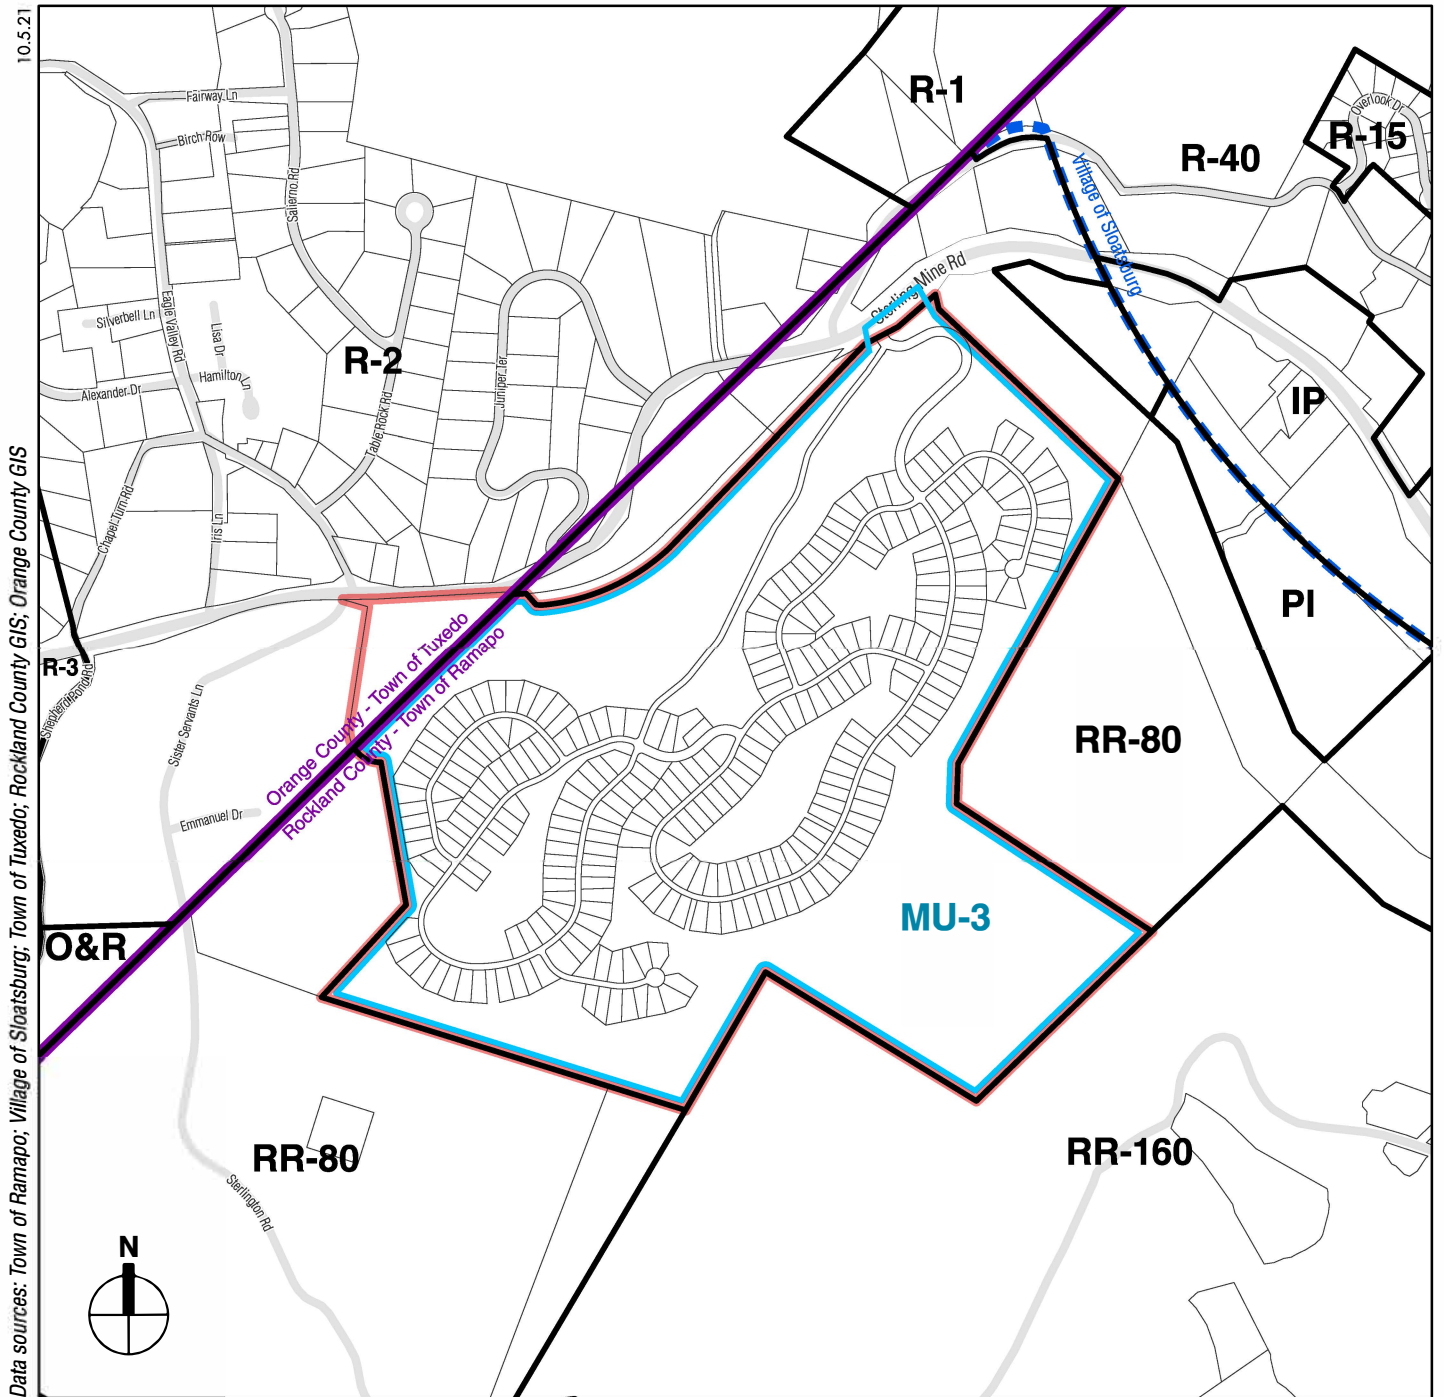 10.5.21
Data sources: Town of Ramapo; Village of Sloatsburg; Town of Tuxedo; Rockland County GIS; Orange County GIS
R-1
Fairway Ln
Birch Row
Overlook Dr
R-15
R-40
Village of Sloatsburg
Salierno Rd
Sterling Mine Rd
Eagle Valley Rd
Silverbell Ln
Lisa Dr
R-2
Hamilton Ln
Alexander Dr
Juniper Ter
Table Rock Rd
IP
Chapel Turn Rd
Iris Ln
PI
Orange County - Town of Tuxedo
Rockland County - Town of Ramapo
R-3
Shepherd Pond Rd
Sister Servants Ln
RR-80
Emmanuel Dr
MU-3
O&R
RR-80
RR-160
Sterlington Rd
N